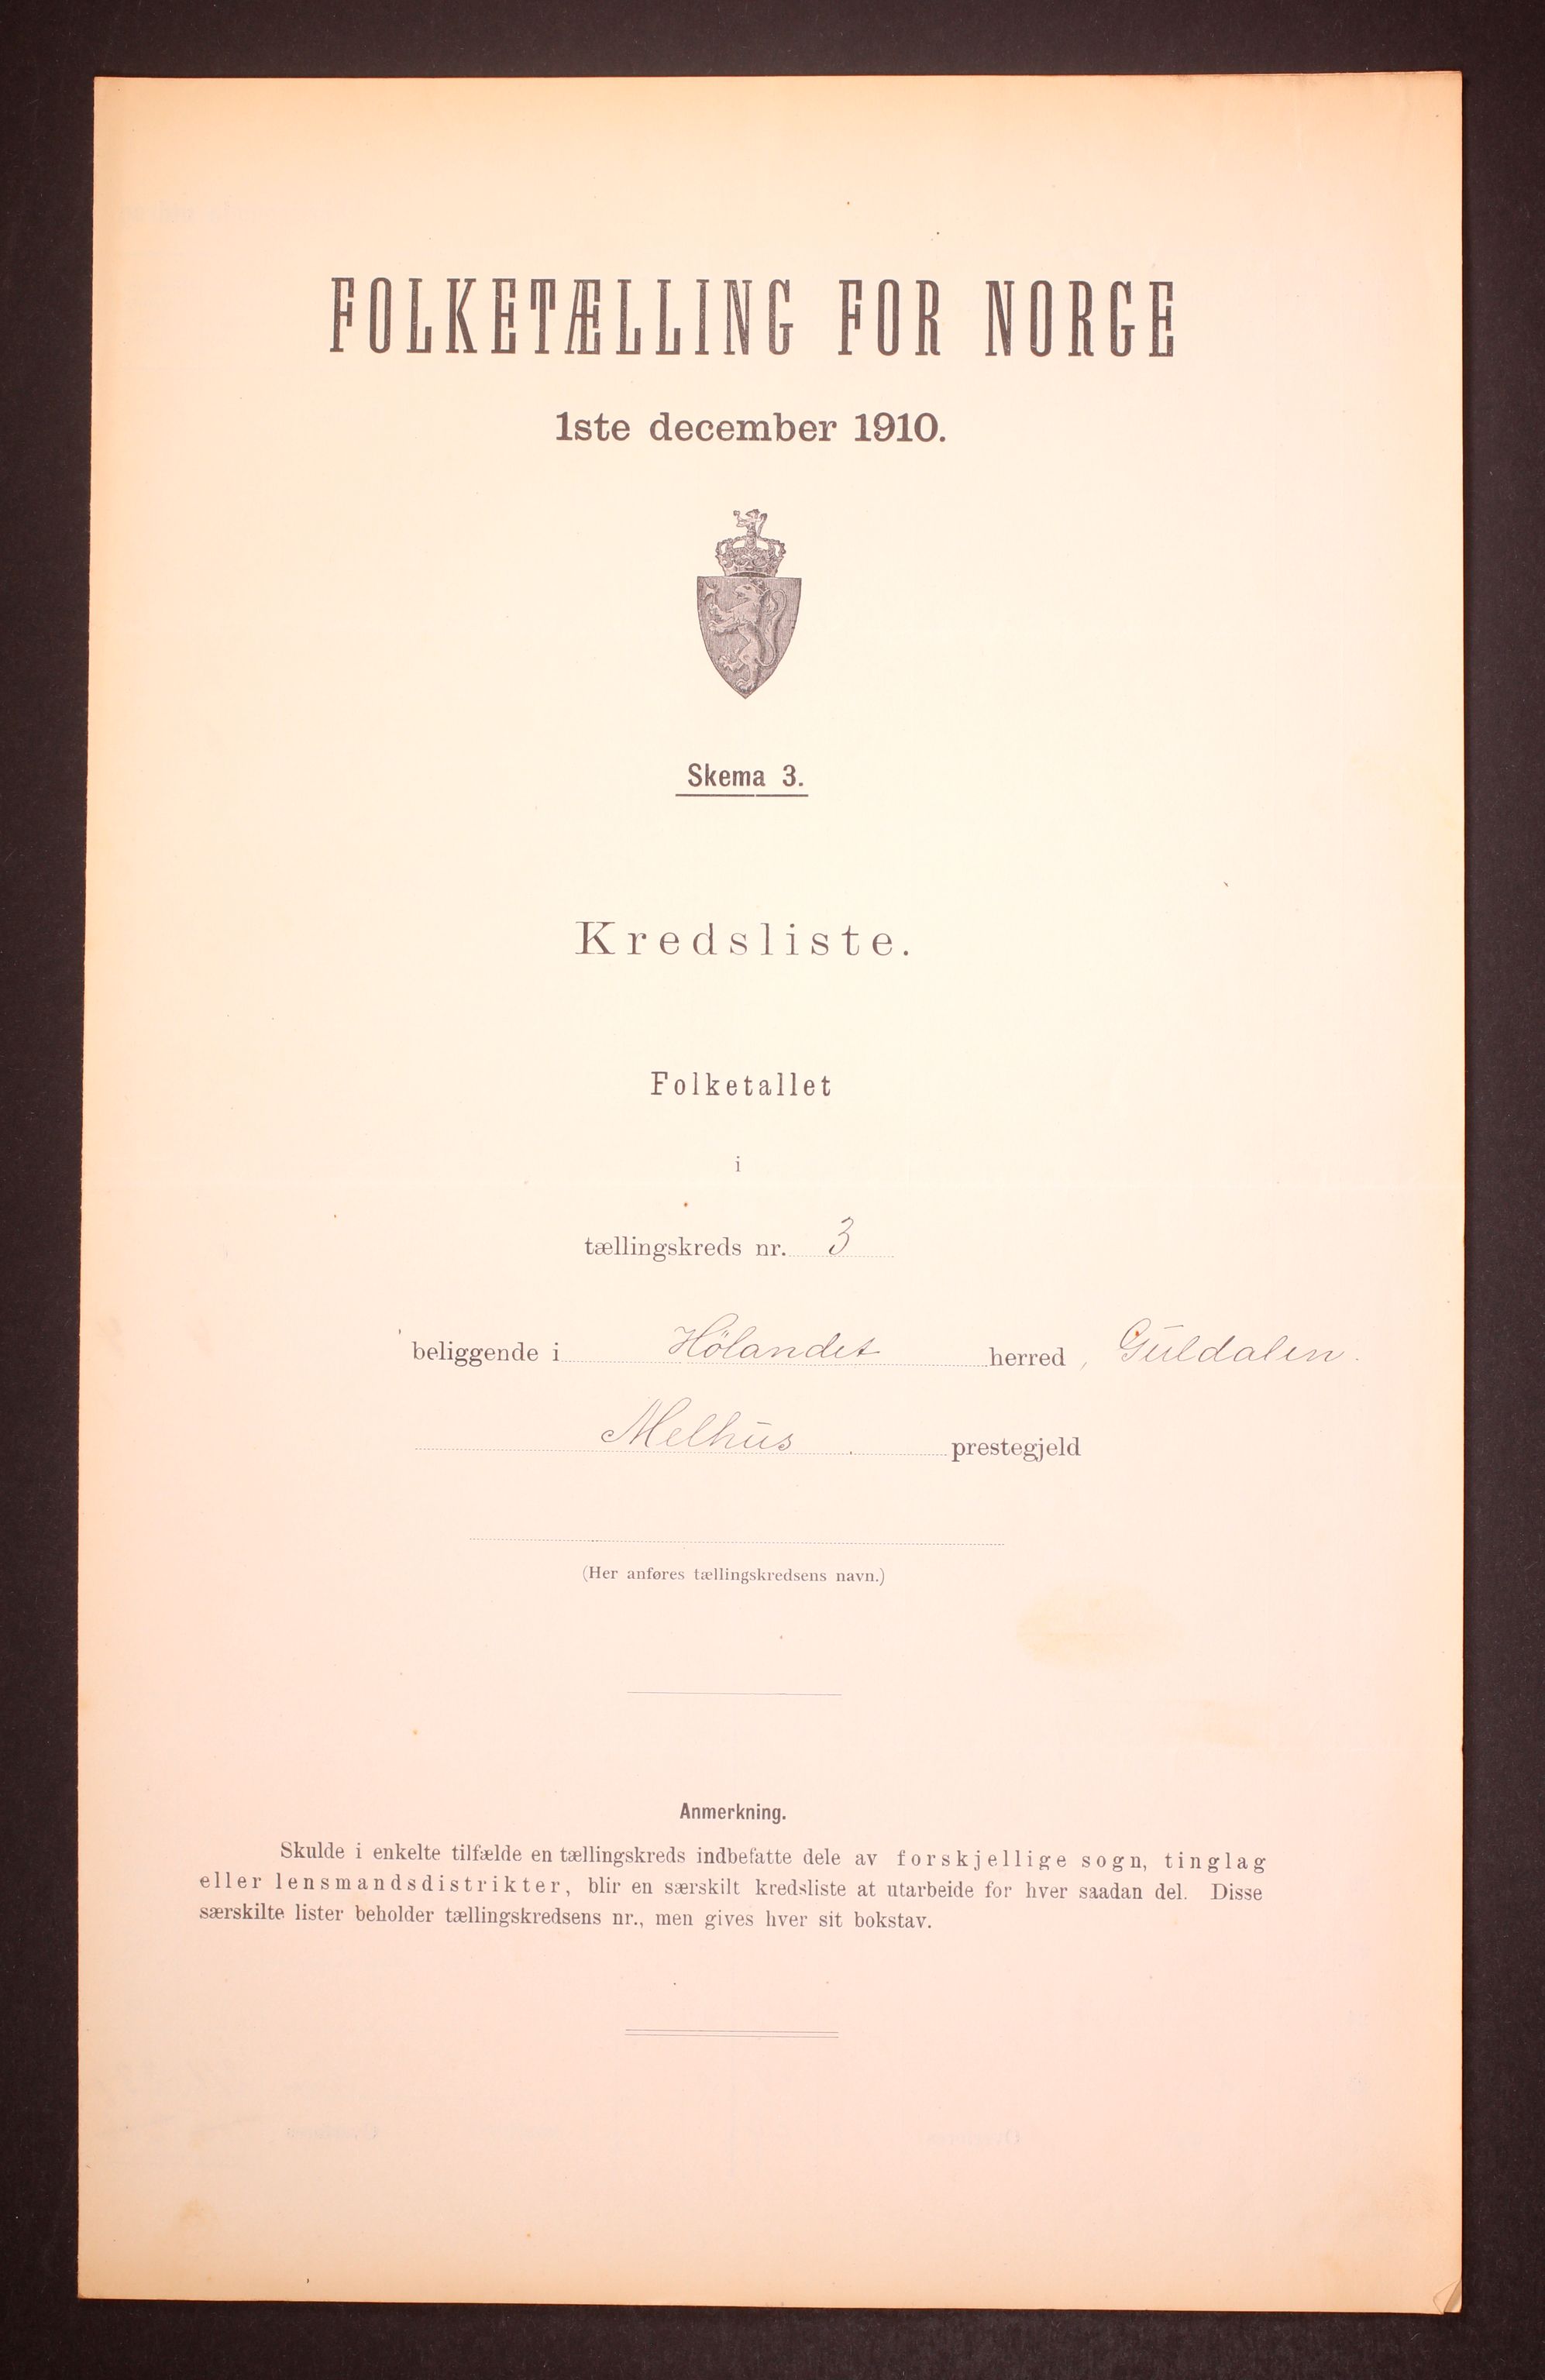 FOLKETÆLLING FOR NORGE
1ste december 1910.
Skema 3.
Kredsliste.
Folketallet
i
tællingskreds nr. 3
beliggende i Hölandet herred, Guldalen.
Melhus prestegjeld
(Her anføres tællingskredsens navn.)
Anmerkning.
Skulde i enkelte tilfælde en tællingskreds indbefatte dele av forskjellige sogn, tinglag
eller lensmandsdistrikter, blir en særskilt kredsliste at utarbeide for hver saadan del. Disse
særskilte lister beholder tællingskredsens nr., men gives hver sit bokstav.